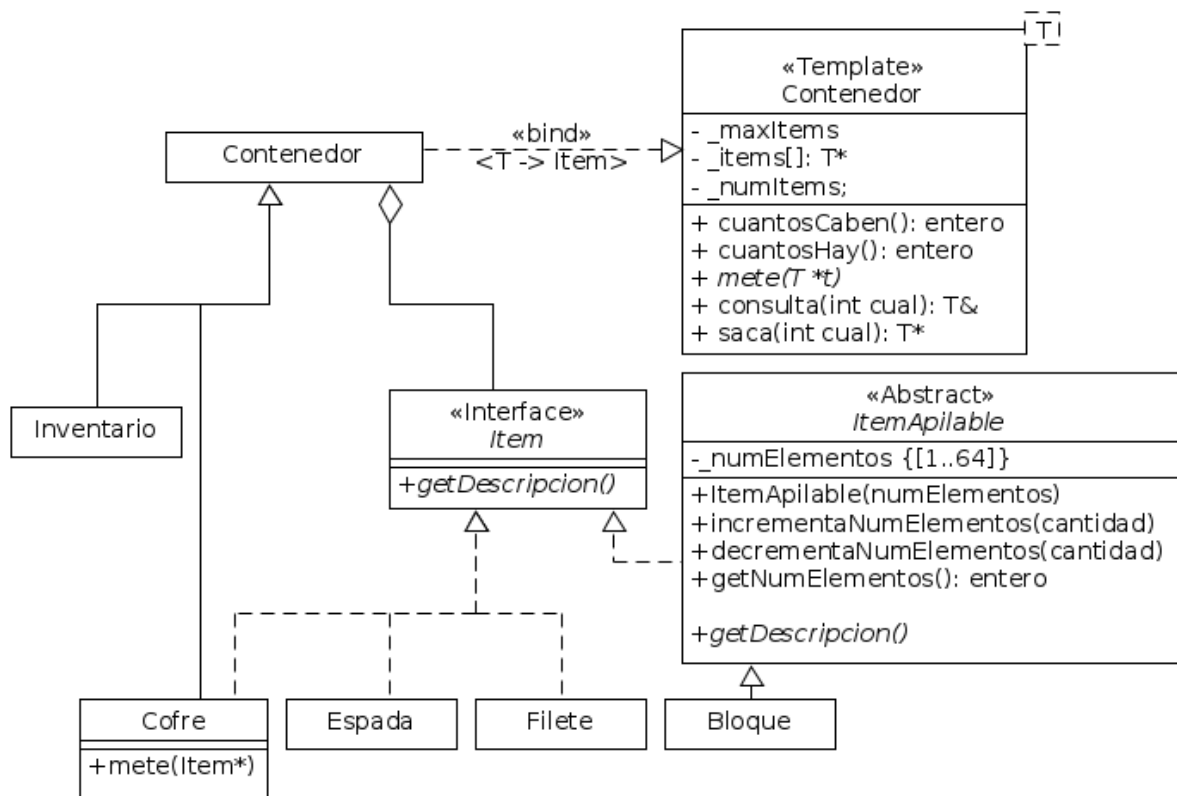 T
«Template»
Contenedor
- _maxItems
- _items[]: T*
- _numItems;
+ cuantosCaben(): entero
+ cuantosHay(): entero
+ mete(T *t)
+ consulta(int cual): T&
+ saca(int cual): T*
Contenedor
«bind»
<T -> Item>
Inventario
«Interface»
Item
+getDescripcion()
«Abstract»
ItemApilable
-_numElementos {[1..64]}
+ItemApilable(numElementos)
+incrementaNumElementos(cantidad)
+decrementaNumElementos(cantidad)
+getNumElementos(): entero
+getDescripcion()
Cofre
+mete(Item*)
Espada
Filete
Bloque